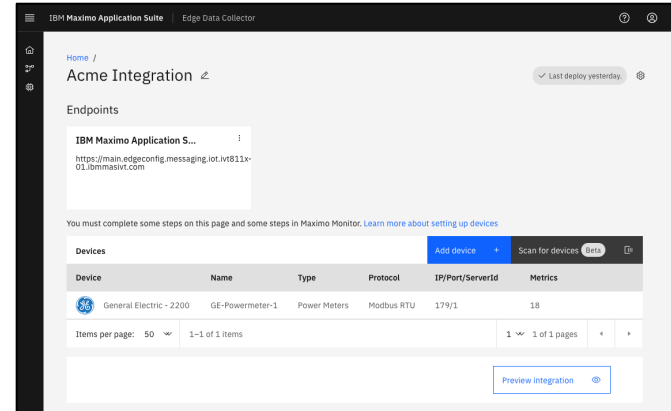 IBM Maximo Application Suite Edge Data Collector
Home /
Acme Integration
Last deploy yesterday.
Endpoints
IBM Maximo Application S...
https://main.edgeconfig.messaging.iot.ivt811x-
01.ibmmasivt.com
You must complete some steps on this page and some steps in Maximo Monitor. Learn more about setting up devices
Devices Add device + Scan for devices Beta
Device Name Type Protocol IP/Port/ServerId Metrics
General Electric - 2200 GE-Powermeter-1 Power Meters Modbus RTU 179/1 18
Items per page: 50 1–1 of 1 items 1 1 of 1 pages
Preview integration